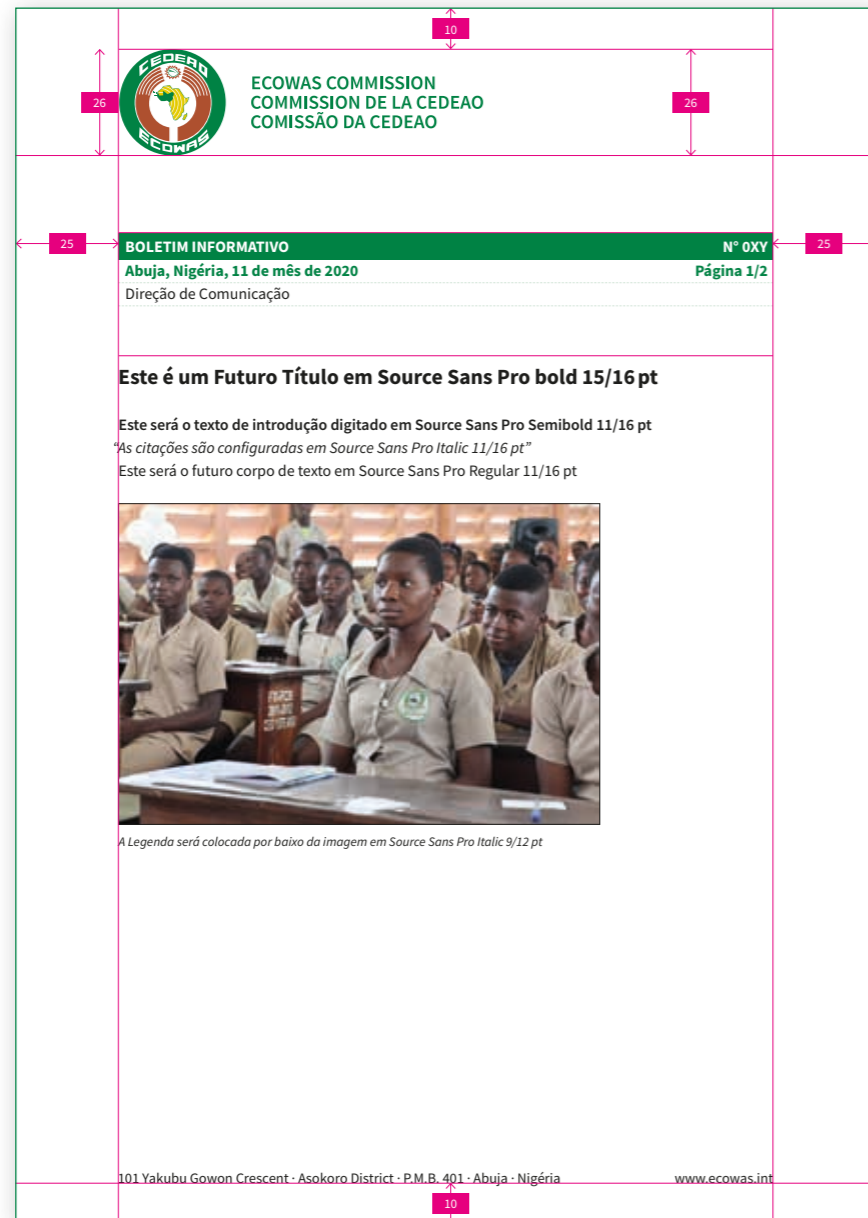 10
CEDEAO
ECOWAS
26
26
ECOWAS COMMISSION
COMMISSION DE LA CEDEAO
COMISSÃO DA CEDEAO
25
25
BOLETIM INFORMATIVO N° 0XY
Abuja, Nigéria, 11 de mês de 2020 Página 1/2
Direção de Comunicação
Este é um Futuro Título em Source Sans Pro bold 15/16 pt
Este será o texto de introdução digitado em Source Sans Pro Semibold 11/16 pt
“As citações são configuradas em Source Sans Pro Italic 11/16 pt”
Este será o futuro corpo de texto em Source Sans Pro Regular 11/16 pt
A Legenda será colocada por baixo da imagem em Source Sans Pro Italic 9/12 pt
101 Yakubu Gowon Crescent · Asokoro District · P.M.B. 401 · Abuja · Nigéria www.ecowas.int
10